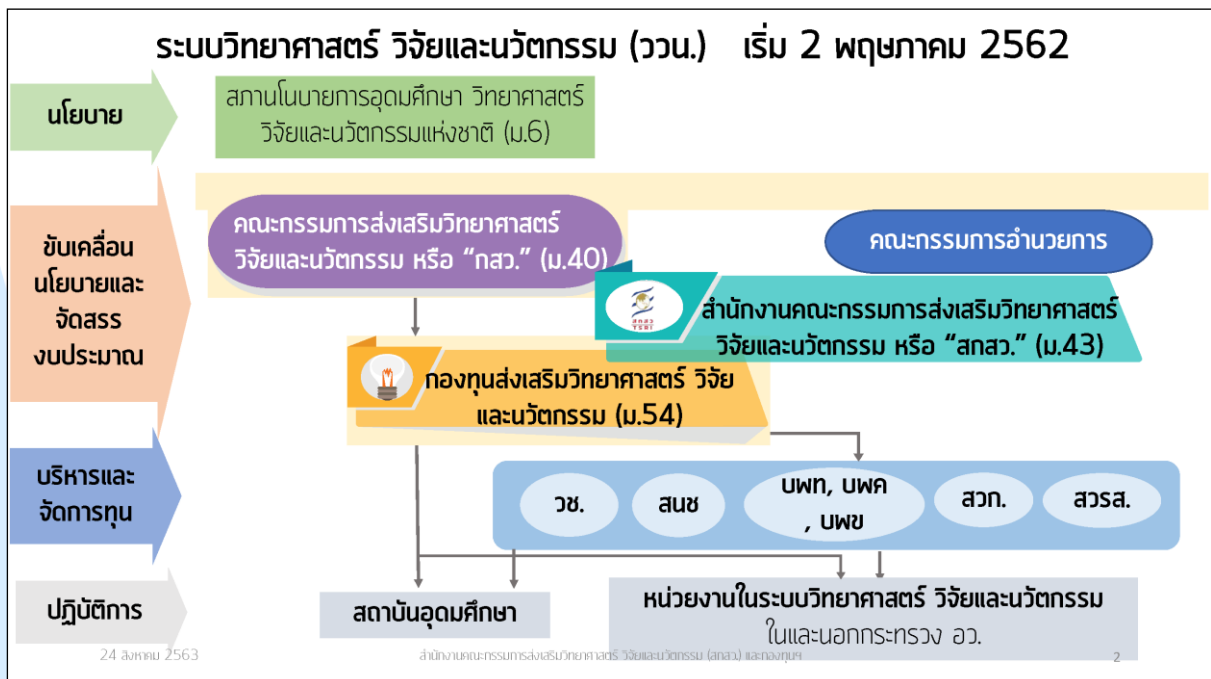 ระบบวิทยาศาสตร์ วิจัยและนวัตกรรม (ววน.) เริ่ม 2 พฤษภาคม 2562
นโยบาย
สภานโนบายการอุดมศึกษา วิทยาศาสตร์
วิจัยและนวัตกรรมแห่งชาติ (ม.6)
ขับเคลื่อน
นโยบายและ
จัดสรร
งบประมาณ
คณะกรรมการส่งเสริมวิทยาศาสตร์
วิจัยและนวัตกรรม หรือ “กสว.” (ม.40)
คณะกรรมการอำนวยการ
สกสว
TSRI
สำนักงานคณะกรรมการส่งเสริมวิทยาศาสตร์
วิจัยและนวัตกรรม หรือ “สกสว.” (ม.43)
กองทุนส่งเสริมวิทยาศาสตร์ วิจัย
และนวัตกรรม (ม.54)
บริหารและ
จัดการทุน
วช.
สนช
บพท, บพค
, บพข
สวก.
สวรส.
ปฏิบัติการ
สถาบันอุดมศึกษา
หน่วยงานในระบบวิทยาศาสตร์ วิจัยและนวัตกรรม
ในและนอกกระทรวง อว.
24 สิงหาคม 2563
สำนักงานคณะกรรมการส่งเสริมวิทยาศาสตร์ วิจัยและนวัตกรรม (สกสว.) และกองทุนฯ
2